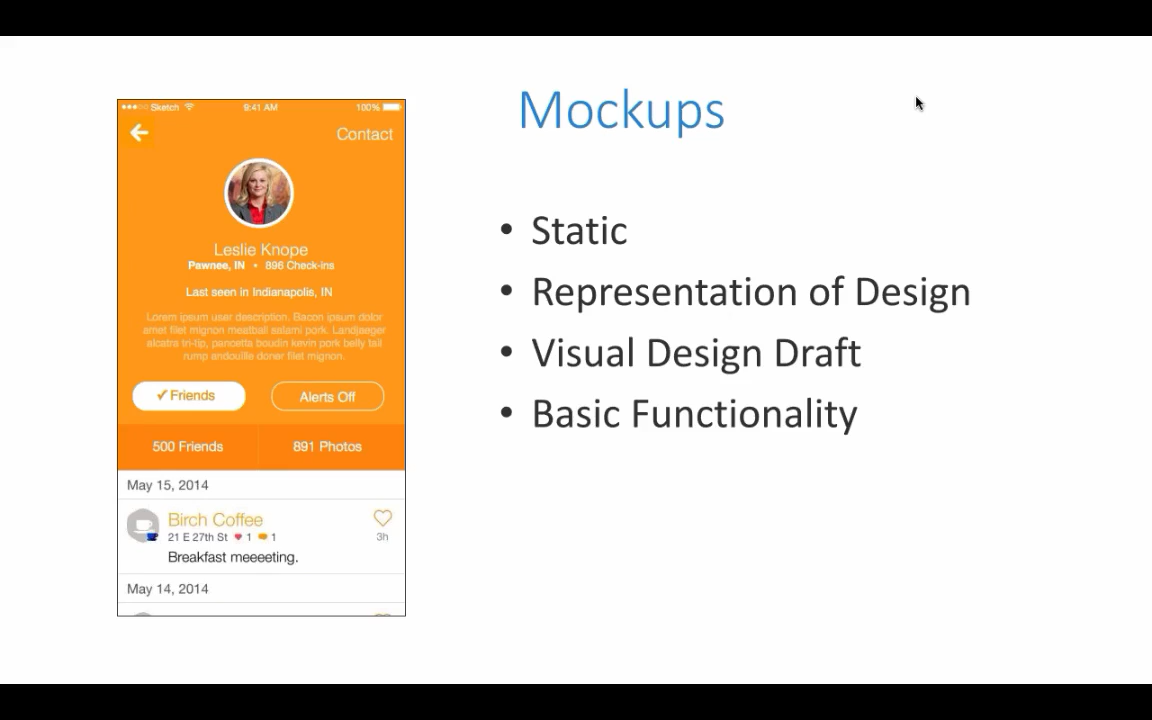 Sketch 9:41 AM 100%
Contact
Leslie Knope
Pawnee, IN • 896 Check-ins
Last seen in Indianapolis, IN
Lorem ipsum user description. Bacon ipsum dolor
amet filet mignon meatball salami pork. Landjaeger
alcatra tri-tip, pancetta boudin kevin pork belly tail
rump andouille doner filet mignon.
✓ Friends Alerts Off
500 Friends 891 Photos
May 15, 2014
Birch Coffee
21 E 27th St 1 1 3h
Breakfast meeeeting.
May 14, 2014
Mockups
• Static
• Representation of Design
• Visual Design Draft
• Basic Functionality